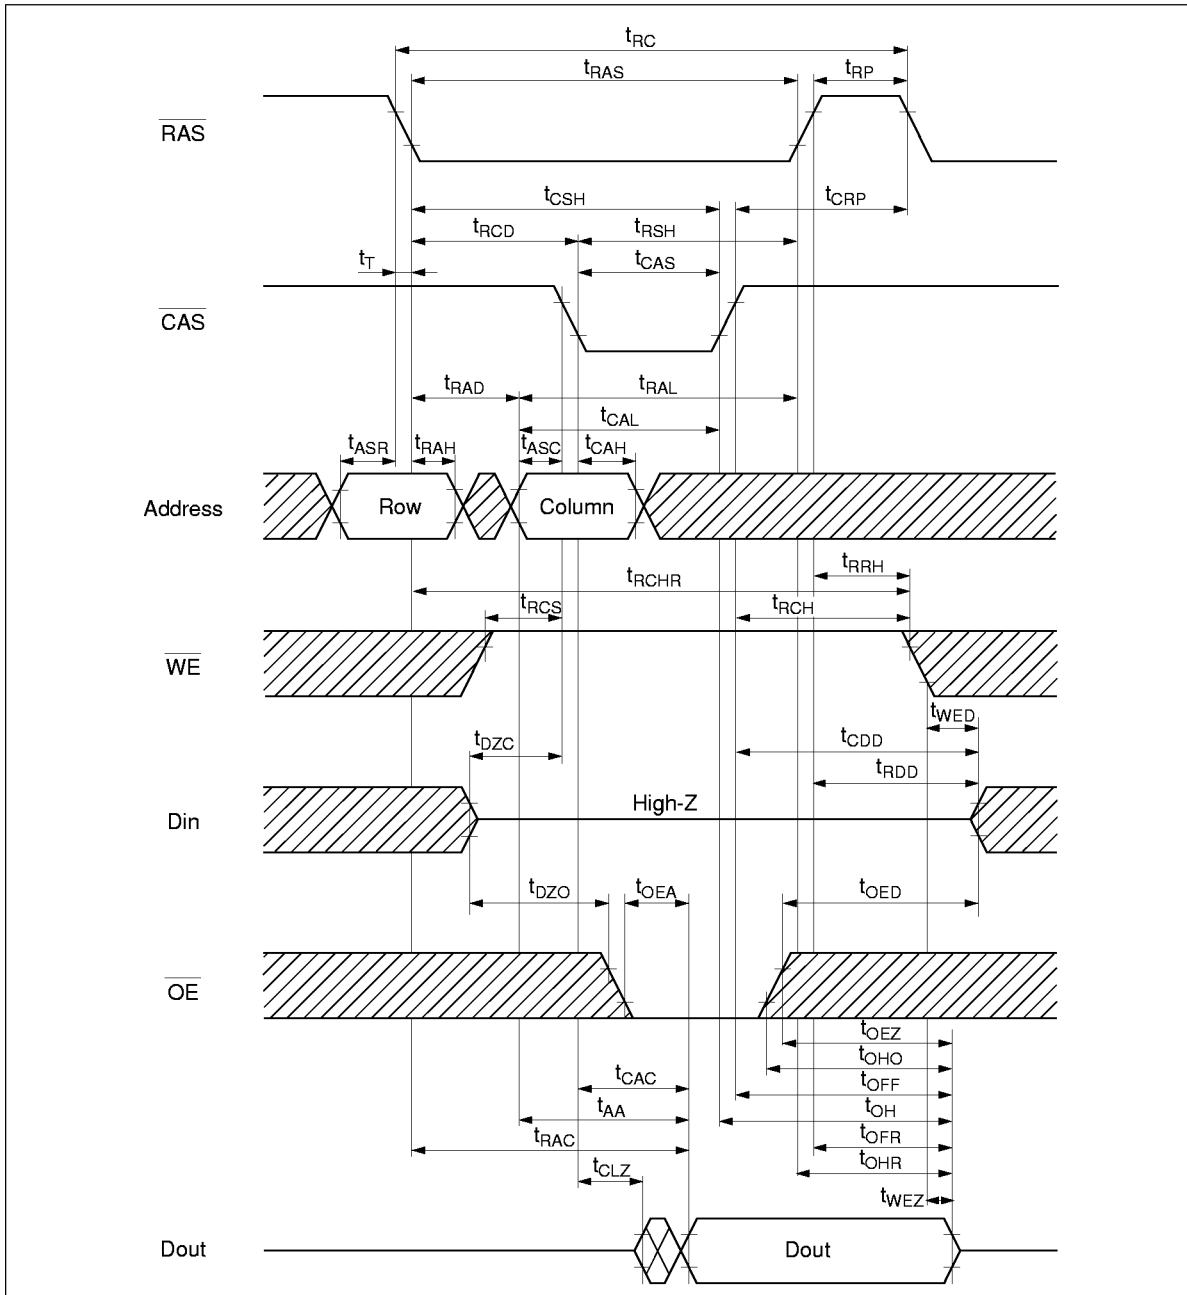 tRC
tRAS tRP
RAS
tCSH tCRP
tRCD tRSH
tT tCAS
CAS
tRAD tRAL
tCAL
tASR tRAH tASC tCAH
Address Row Column
tRRH
tRCHR
tRCS tRCH
WE
tWED
tDZC tCDD
tRDD
High-Z
Din
tDZO tOEA tOED
OE
tOEZ
tOHO
tCAC tOFF
tAA tOH
tRAC tOFR
tCLZ tOHR
tWEZ
Dout Dout